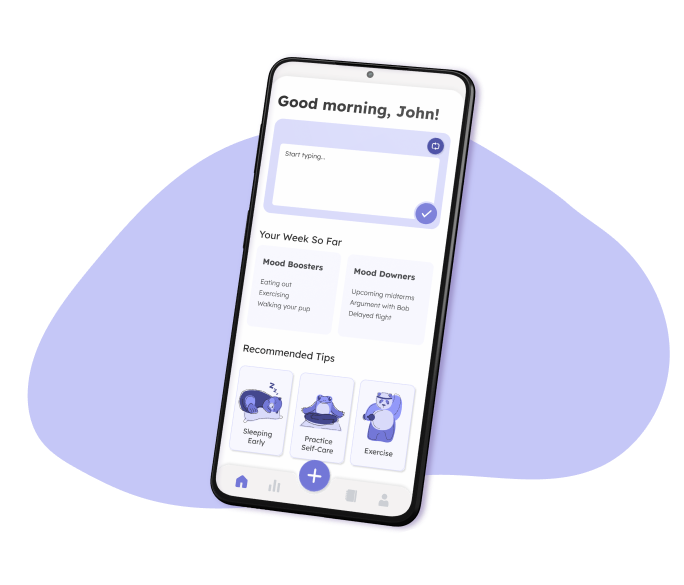 Good morning, John!
Start typing...
Your Week So Far
Mood Boosters
Eating out
Exercising
Walking your pup
Mood Downers
Upcoming midterms
Argument with Bob
Delayed flight
Recommended Tips
z z z
Sleeping
Early
Practice
Self-Care
Exercise